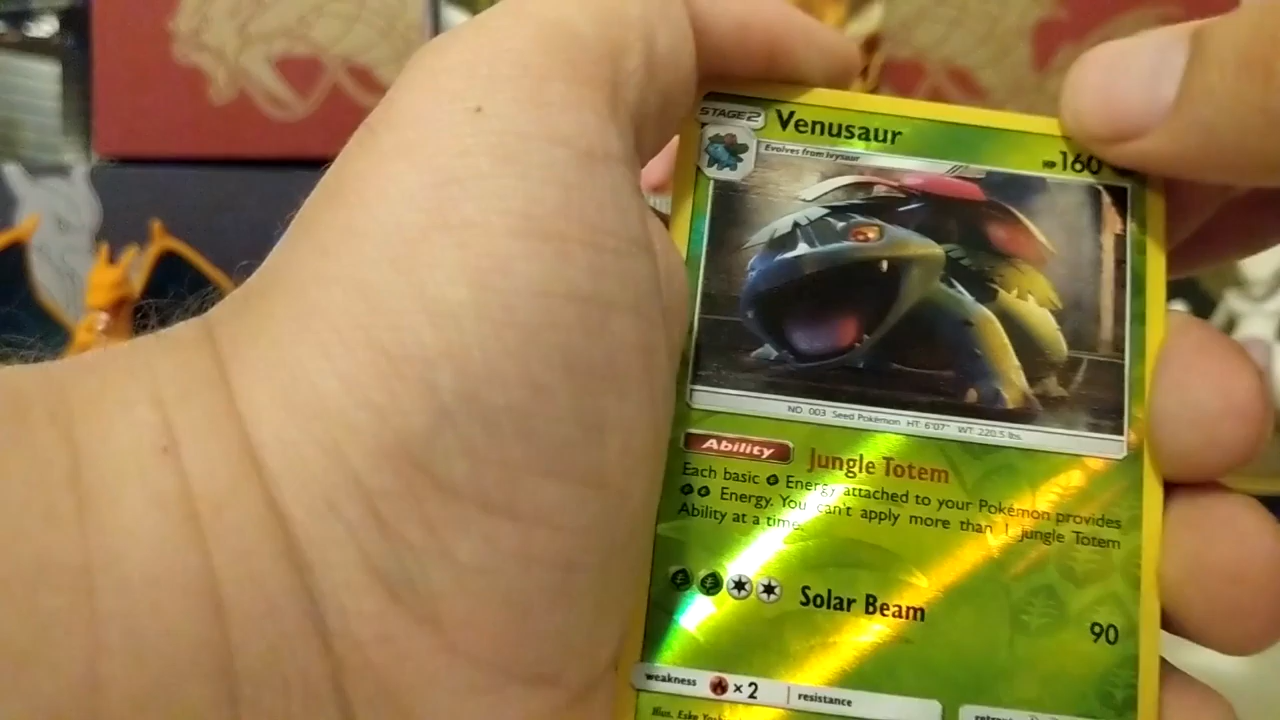 STAGE 2 Venusaur HP 160
Evolves from Ivysaur
NO. 003 Seed Pokémon HT: 6'07" WT: 220.5 lbs.
Ability Jungle Totem
Each basic Energy attached to your Pokémon provides
Energy. You can't apply more than 1 Jungle Totem
Ability at a time.
Solar Beam 90
weakness ×2 resistance
Illus. Eske